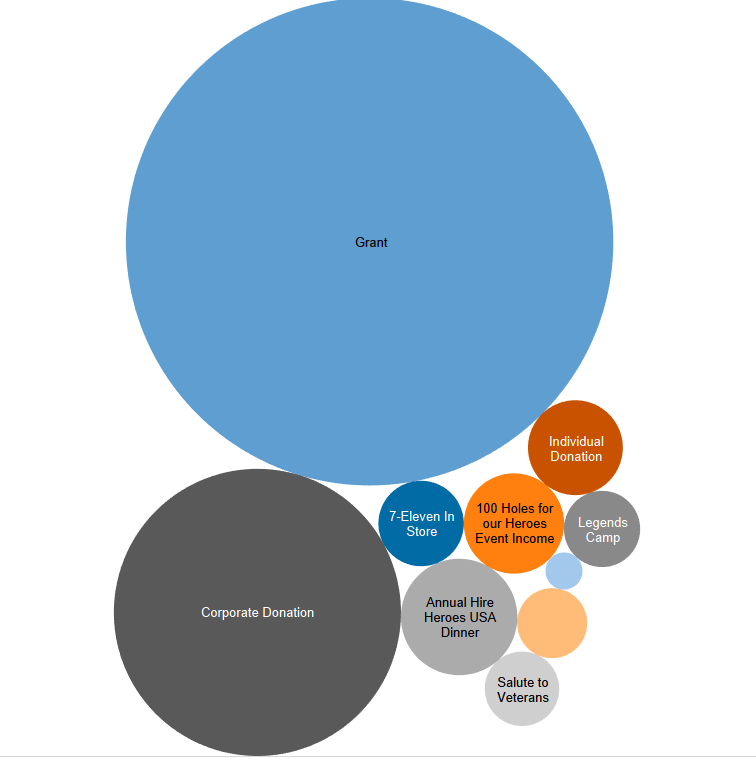 Grant
Individual
Donation
7-Eleven In
Store
100 Holes for
our Heroes
Event Income
Legends
Camp
Corporate Donation
Annual Hire
Heroes USA
Dinner
Salute to
Veterans